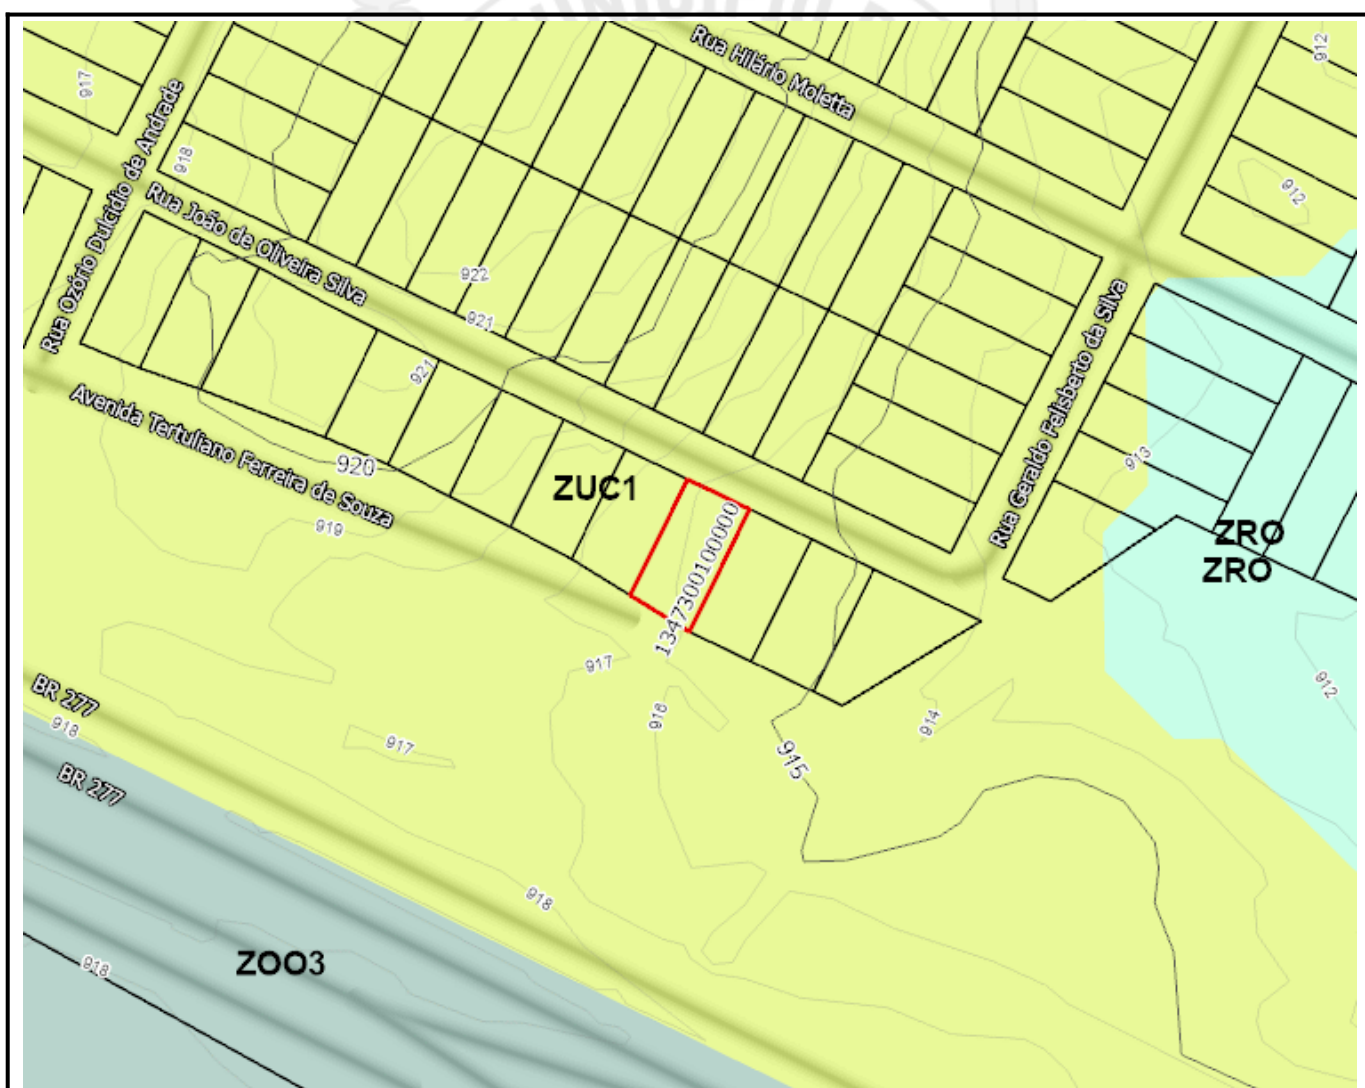 Rua Hilário Moletta
912
917
Rua Ozório Dulcidio de Andrade
918
912
Rua João de Oliveira Silva
922
921
Rua Geraldo Felisberto da Silva
921
Avenida Tertuliano Ferreira de Souza
920
913
ZUC1
919
1347300100000
ZRO
ZRO
917
912
BR 277
918
916
914
917
915
BR 277
918
ZOO3
918